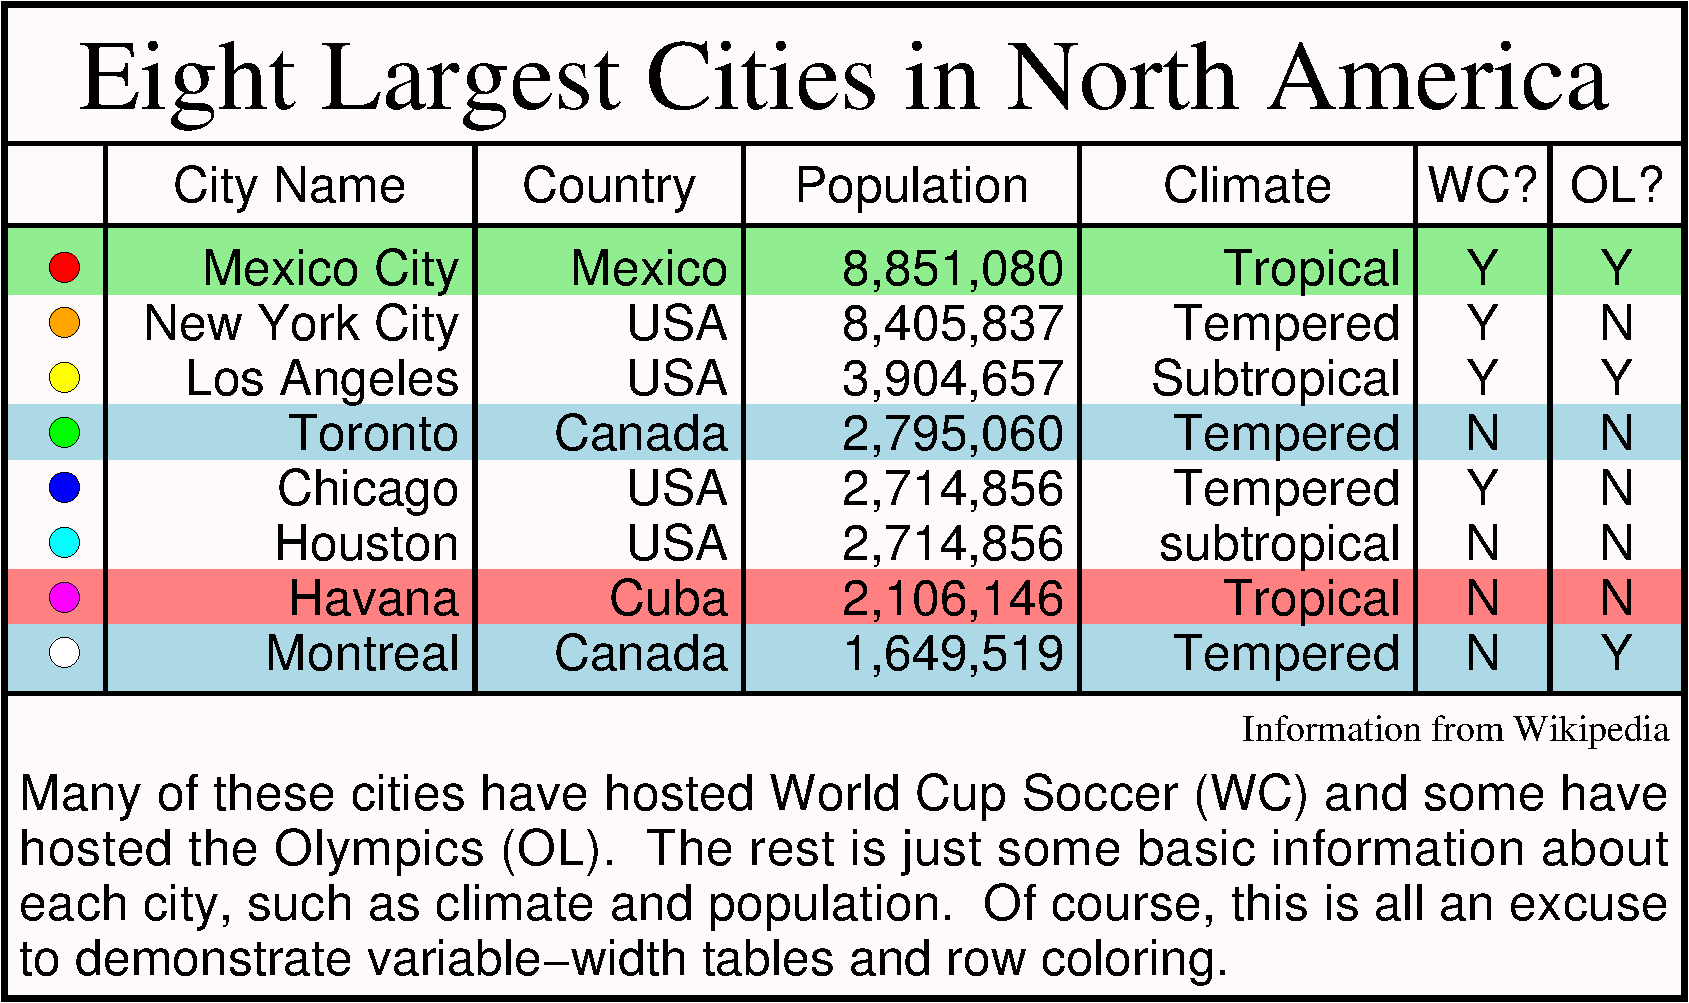 Eight Largest Cities in North America
City Name Country Population Climate WC? OL?
Mexico City Mexico 8,851,080 Tropical Y Y
New York City USA 8,405,837 Tempered Y N
Los Angeles USA 3,904,657 Subtropical Y Y
Toronto Canada 2,795,060 Tempered N N
Chicago USA 2,714,856 Tempered Y N
Houston USA 2,714,856 subtropical N N
Havana Cuba 2,106,146 Tropical N N
Montreal Canada 1,649,519 Tempered N Y
Information from Wikipedia
Many of these cities have hosted World Cup Soccer (WC) and some have
hosted the Olympics (OL).  The rest is just some basic information about
each city, such as climate and population.  Of course, this is all an excuse
to demonstrate variable−width tables and row coloring.